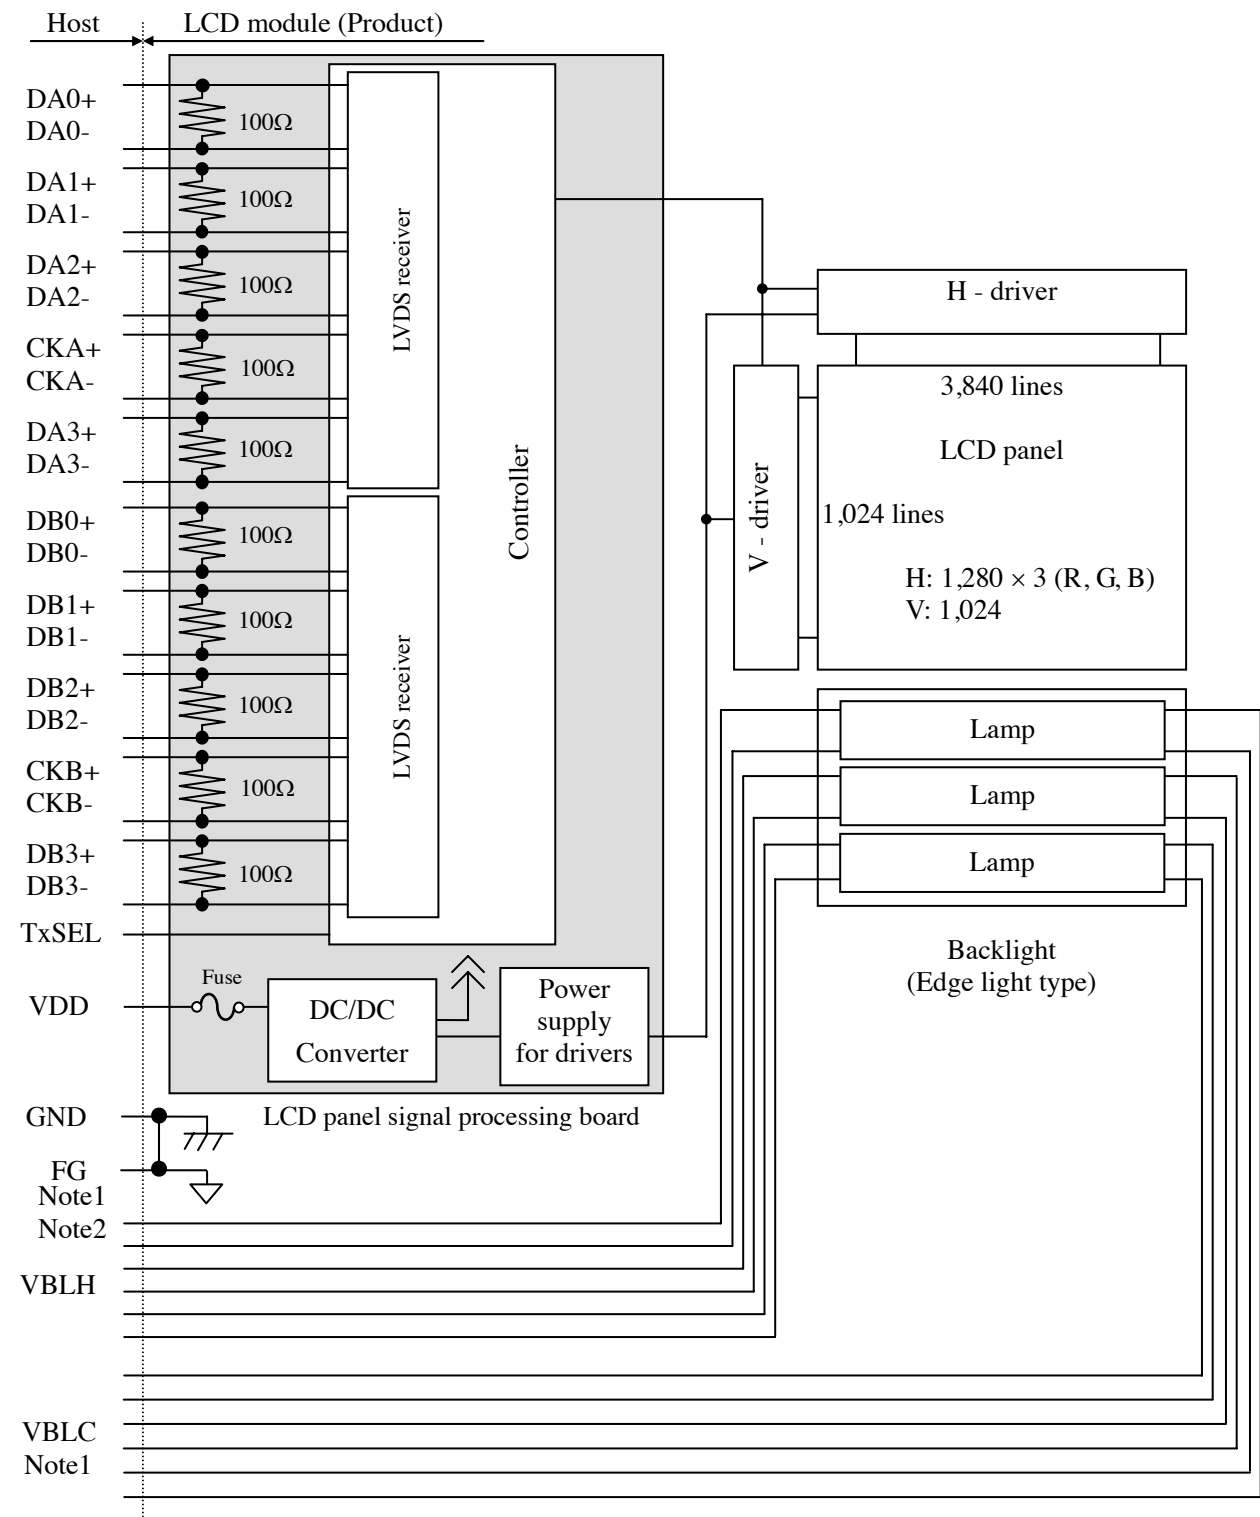 Host
LCD module (Product)
DA0+
DA0-
100Ω
DA1+
DA1-
100Ω
DA2+
DA2-
100Ω
CKA+
CKA-
100Ω
DA3+
DA3-
100Ω
DB0+
DB0-
100Ω
DB1+
DB1-
100Ω
DB2+
DB2-
100Ω
CKB+
CKB-
100Ω
DB3+
DB3-
100Ω
TxSEL
LVDS receiver
LVDS receiver
Controller
H - driver
V - driver
3,840 lines
LCD panel
1,024 lines
H: 1,280 × 3 (R, G, B)
V: 1,024
Lamp
Lamp
Lamp
Backlight
(Edge light type)
VDD
Fuse
DC/DC
Converter
Power
supply
for drivers
LCD panel signal processing board
GND
FG
Note1
Note2
VBLH
VBLC
Note1